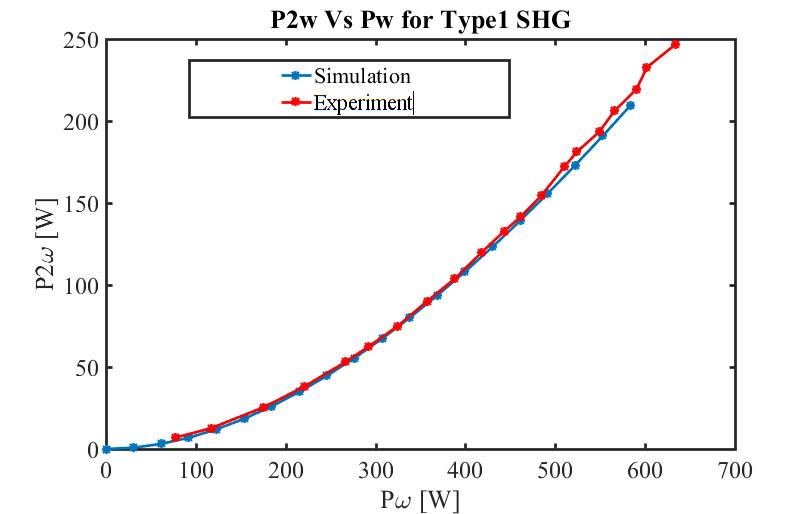 P2w Vs Pw for Type1 SHG
250
200
150
100
50
0
P2ω [W]
Simulation
Experiment
0 100 200 300 400 500 600 700
Pω [W]